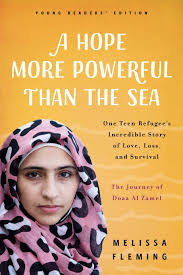 YOUNG READERS' EDITION
A HOPE
MORE POWERFUL
THAN THE SEA
One Teen Refugee's
Incredible Story
of Love, Loss,
and Survival
The Journey of
Doaa Al Zamel
MELISSA
FLEMING